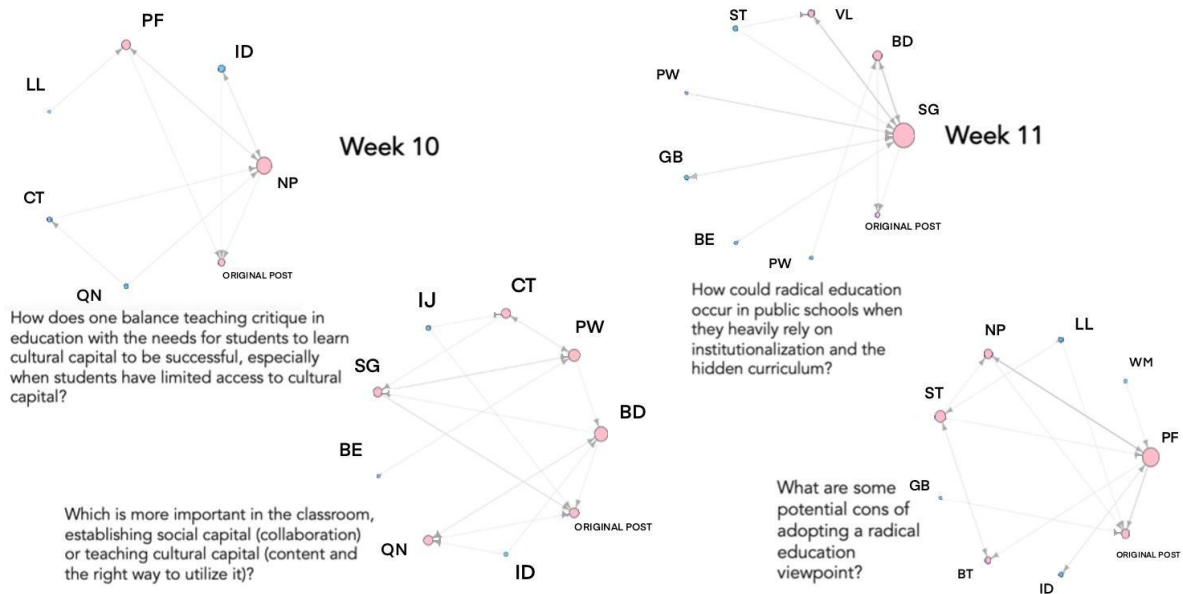 PF
ID
LL
Week 10
NP
CT
ORIGINAL POST
QN
How does one balance teaching critique in
education with the needs for students to learn
cultural capital to be successful, especially
when students have limited access to cultural
capital?
ST
VL
BD
PW
SG
Week 11
GB
ORIGINAL POST
BE
PW
How could radical education
occur in public schools when
they heavily rely on
institutionalization and the
hidden curriculum?
IJ
CT
PW
SG
BD
BE
ORIGINAL POST
QN
ID
Which is more important in the classroom,
establishing social capital (collaboration)
or teaching cultural capital (content and
the right way to utilize it)?
NP
LL
WM
ST
PF
GB
ORIGINAL POST
BT
ID
What are some
potential cons of
adopting a radical
education
viewpoint?